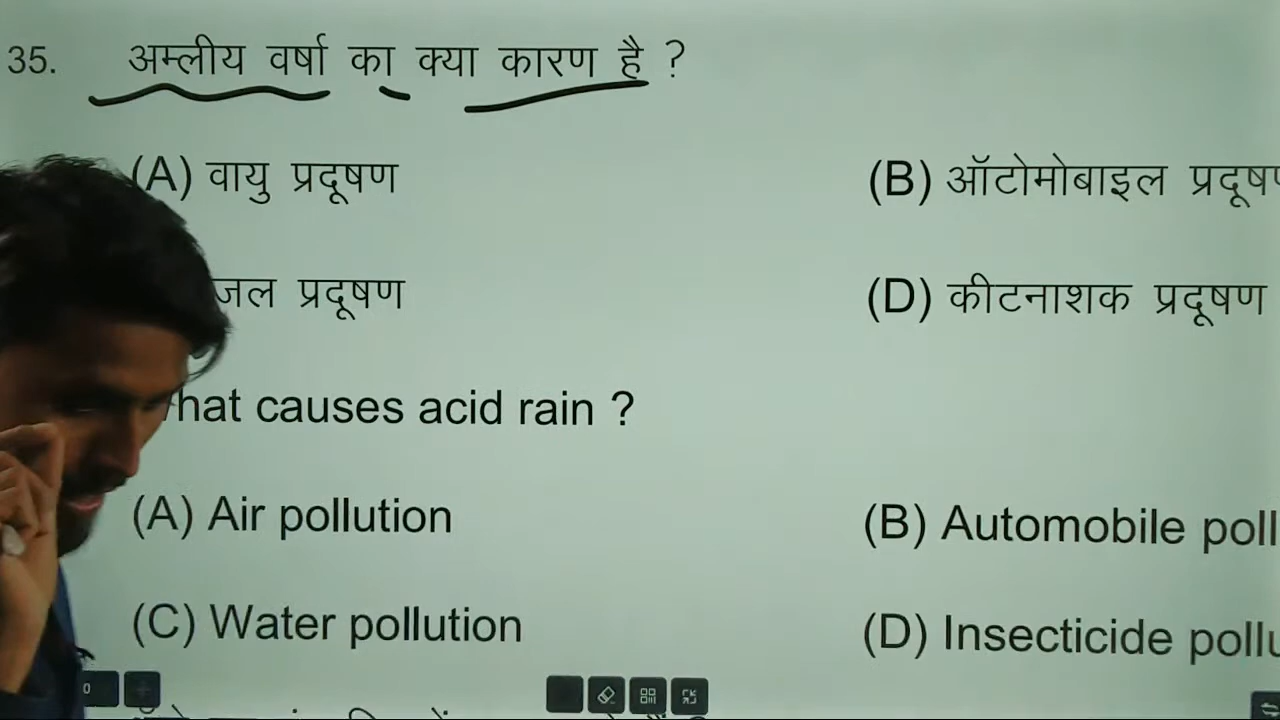 35. अम्लीय वर्षा का क्या कारण है ?
(A) वायु प्रदूषण (B) ऑटोमोबाइल
जल प्रदूषण (D) कीटनाशक प्रदूषण
causes acid rain ?
(A) Air pollution (B) Automobile
(C) Water pollution (D) Insecticide
0